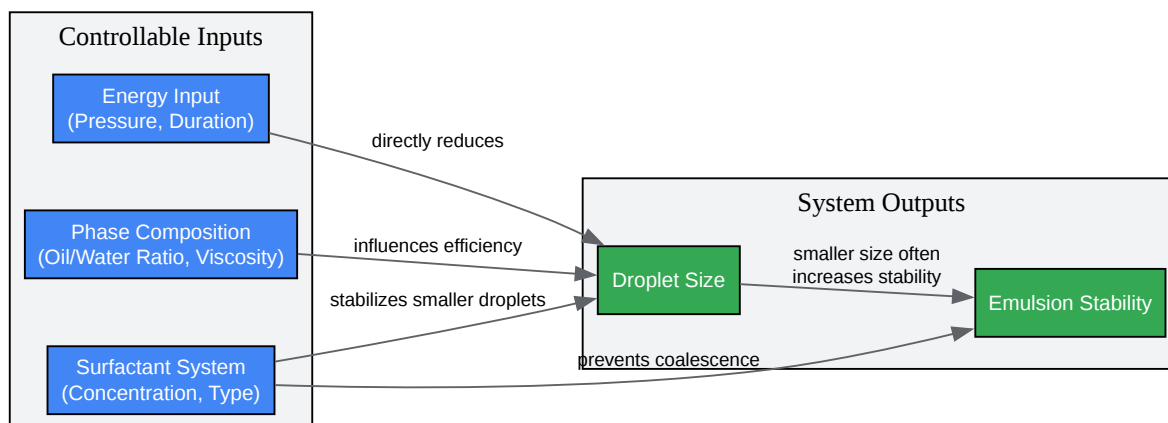 Controllable Inputs
Energy Input
(Pressure, Duration)
directly reduces
System Outputs
Phase Composition
(Oil/Water Ratio, Viscosity)
influences efficiency
stabilizes smaller droplets
Droplet Size
smaller size often
increases stability
Emulsion Stability
Surfactant System
(Concentration, Type)
prevents coalescence